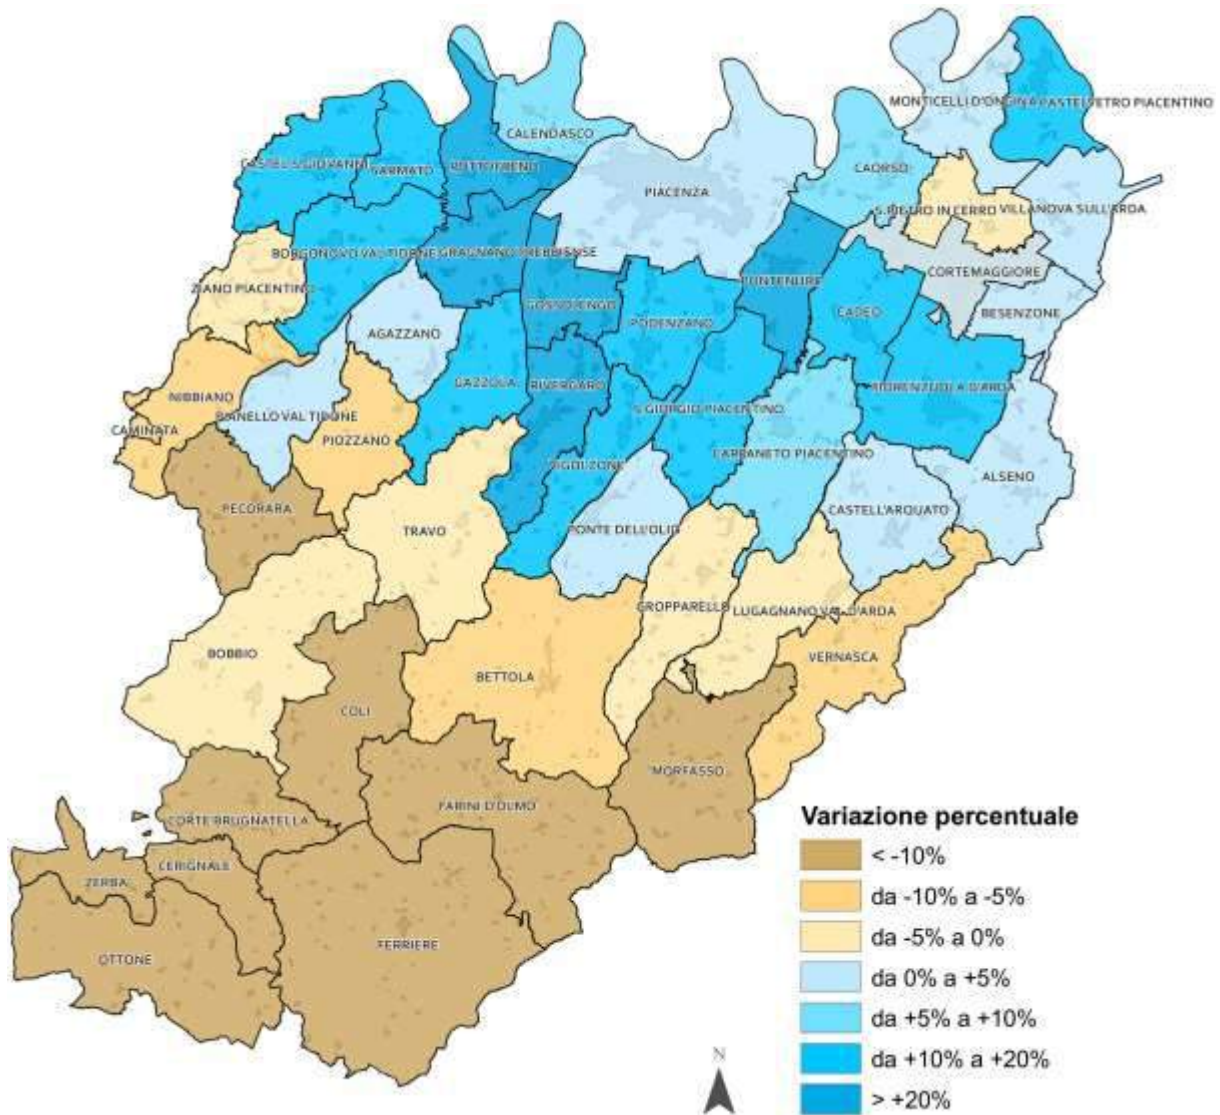 MONTICELLI D'ONGINA
CASTELVETRO PIACENTINO
CALENDASCO
CASTEL S.GIOVANNI
SARMATO
ROTTOFRENO
CAORSO
PIACENZA
S.PIETRO IN CERRO
VILLANOVA SULL'ARDA
BORGONOVO VAL TIDONE
GRAGNANO TREBBIENSE
CORTEMAGGIORE
ZIANO PIACENTINO
PONTENURE
GOSSOLENGO
CADEO
BESENZONE
PODENZANO
AGAZZANO
GAZZOLA
RIVERGARO
FIORENZUOLA D'ARDA
NIBBIANO
PIANELLO VAL TIDONE
S.GIORGIO PIACENTINO
CAMINATA
PIOZZANO
CARPANETO PIACENTINO
VIGOLZONE
ALSENO
PECORARA
CASTELL'ARQUATO
TRAVO
PONTE DELL'OLIO
GROPPARELLO
LUGAGNANO VAL D'ARDA
BOBBIO
VERNASCA
BETTOLA
COLI
MORFASSO
FARINI D'OLMO
CORTE BRUGNATELLA
CERIGNALE
ZERBA
FERRIERE
OTTONE
Variazione percentuale
< -10%
da -10% a -5%
da -5% a 0%
da 0% a +5%
da +5% a +10%
da +10% a +20%
> +20%
N